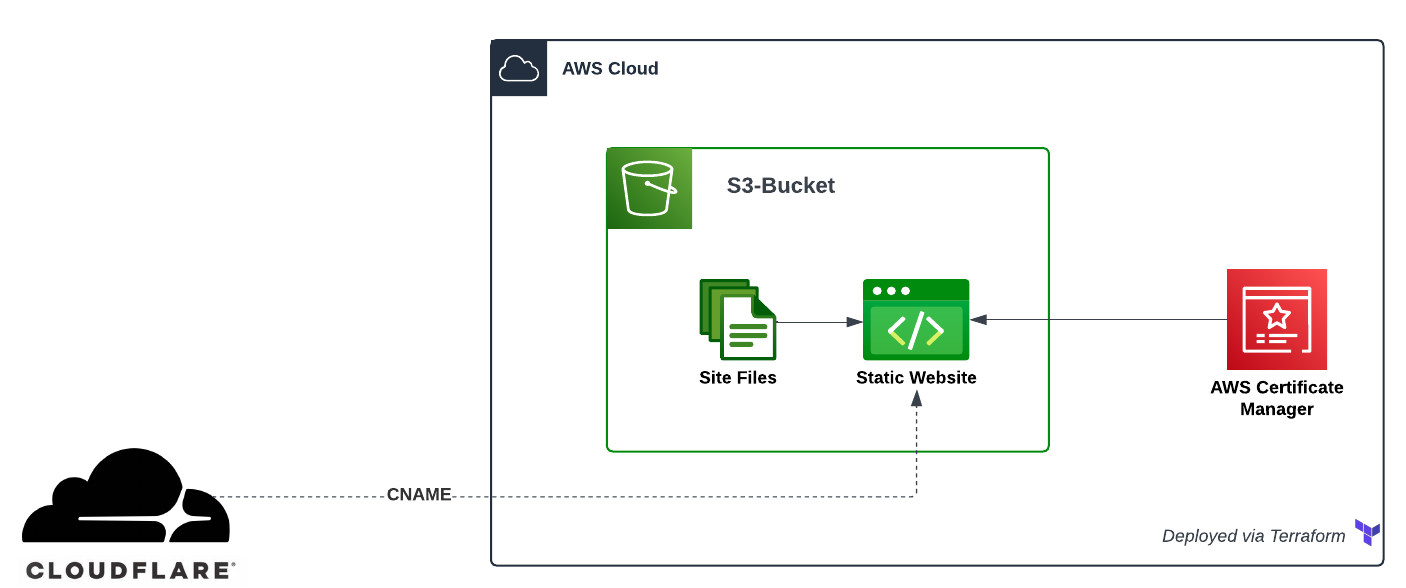 AWS Cloud
S3-Bucket
Site Files
Static Website
AWS Certificate
Manager
CNAME
Deployed via Terraform
CLOUDFLARE®